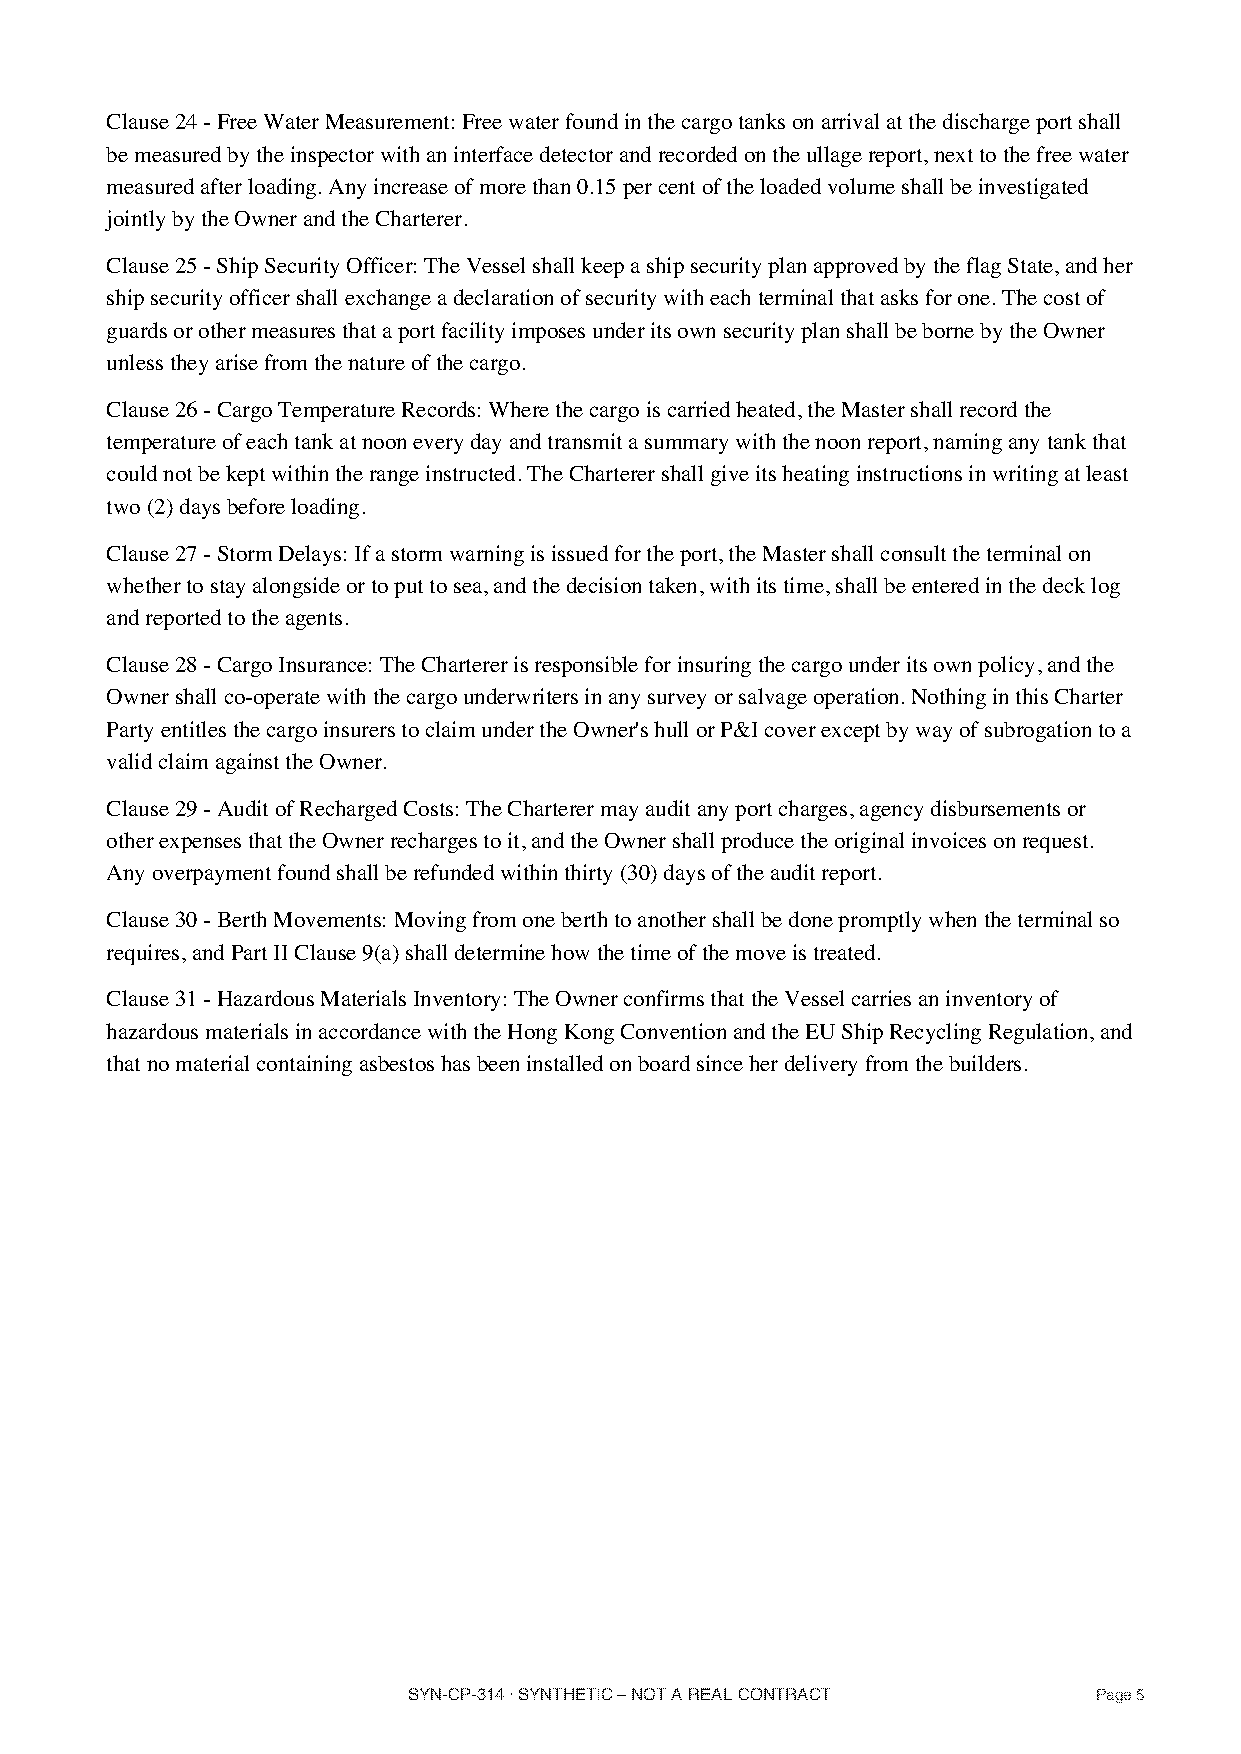 Clause 24 - Free Water Measurement: Free water found in the cargo tanks on arrival at the discharge port shall
be measured by the inspector with an interface detector and recorded on the ullage report, next to the free water
measured after loading. Any increase of more than 0.15 per cent of the loaded volume shall be investigated
jointly by the Owner and the Charterer.
Clause 25 - Ship Security Officer: The Vessel shall keep a ship security plan approved by the flag State, and her
ship security officer shall exchange a declaration of security with each terminal that asks for one. The cost of
guards or other measures that a port facility imposes under its own security plan shall be borne by the Owner
unless they arise from the nature of the cargo.
Clause 26 - Cargo Temperature Records: Where the cargo is carried heated, the Master shall record the
temperature of each tank at noon every day and transmit a summary with the noon report, naming any tank that
could not be kept within the range instructed. The Charterer shall give its heating instructions in writing at least
two (2) days before loading.
Clause 27 - Storm Delays: If a storm warning is issued for the port, the Master shall consult the terminal on
whether to stay alongside or to put to sea, and the decision taken, with its time, shall be entered in the deck log
and reported to the agents.
Clause 28 - Cargo Insurance: The Charterer is responsible for insuring the cargo under its own policy, and the
Owner shall co-operate with the cargo underwriters in any survey or salvage operation. Nothing in this Charter
Party entitles the cargo insurers to claim under the Owner's hull or P&I cover except by way of subrogation to a
valid claim against the Owner.
Clause 29 - Audit of Recharged Costs: The Charterer may audit any port charges, agency disbursements or
other expenses that the Owner recharges to it, and the Owner shall produce the original invoices on request.
Any overpayment found shall be refunded within thirty (30) days of the audit report.
Clause 30 - Berth Movements: Moving from one berth to another shall be done promptly when the terminal so
requires, and Part II Clause 9(a) shall determine how the time of the move is treated.
Clause 31 - Hazardous Materials Inventory: The Owner confirms that the Vessel carries an inventory of
hazardous materials in accordance with the Hong Kong Convention and the EU Ship Recycling Regulation, and
that no material containing asbestos has been installed on board since her delivery from the builders.
SYN-CP-314 · SYNTHETIC – NOT A REAL CONTRACT
Page 5